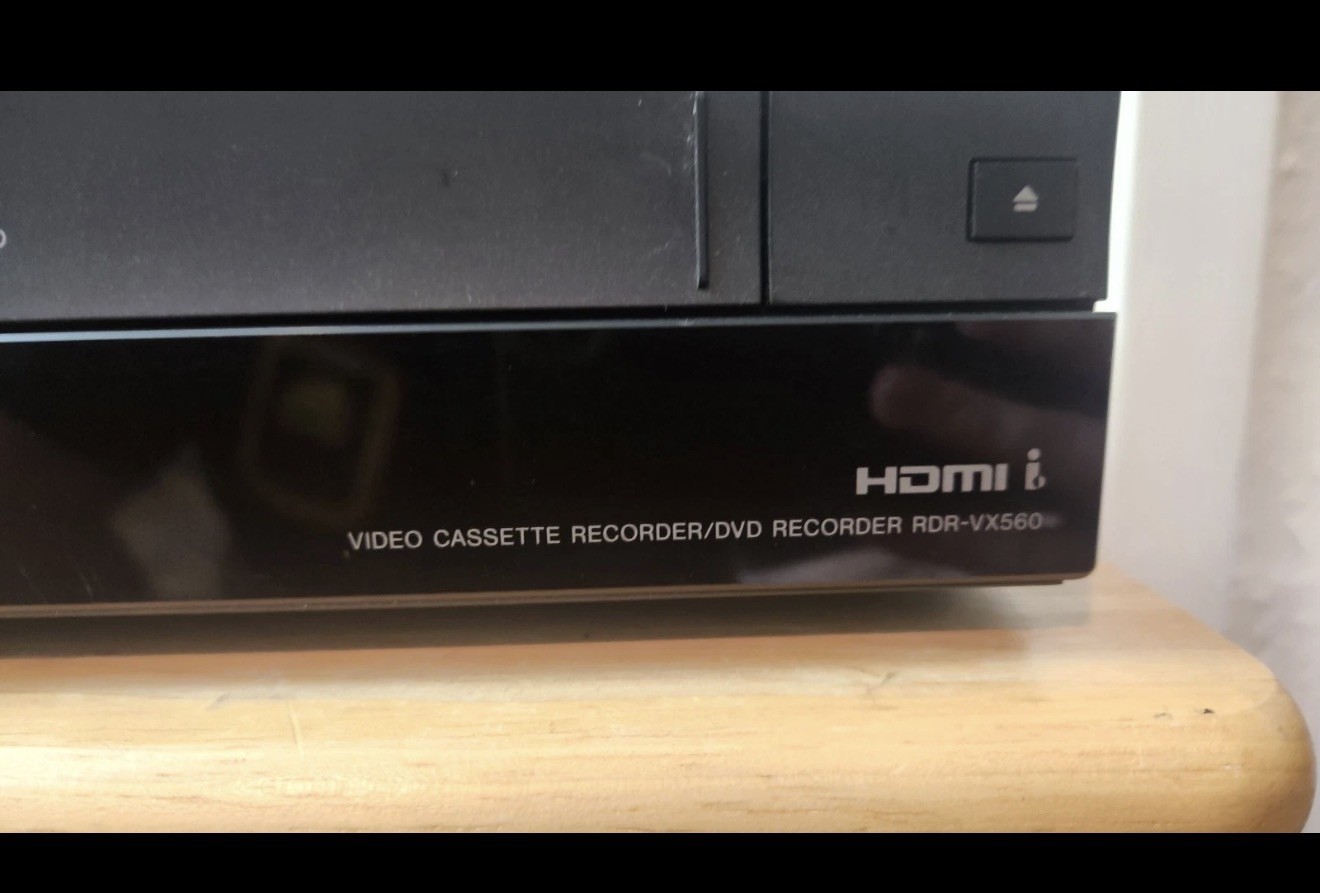 HDMI i
VIDEO CASSETTE RECORDER/DVD RECORDER RDR-VX560